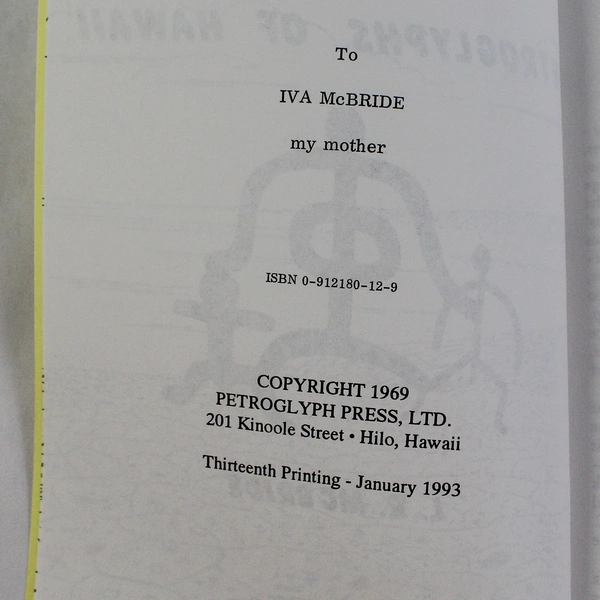 To
IVA McBRIDE
my mother
ISBN 0-912180-12-9
COPYRIGHT 1969
PETROGLYPH PRESS, LTD.
201 Kinoole Street • Hilo, Hawaii
Thirteenth Printing - January 1993